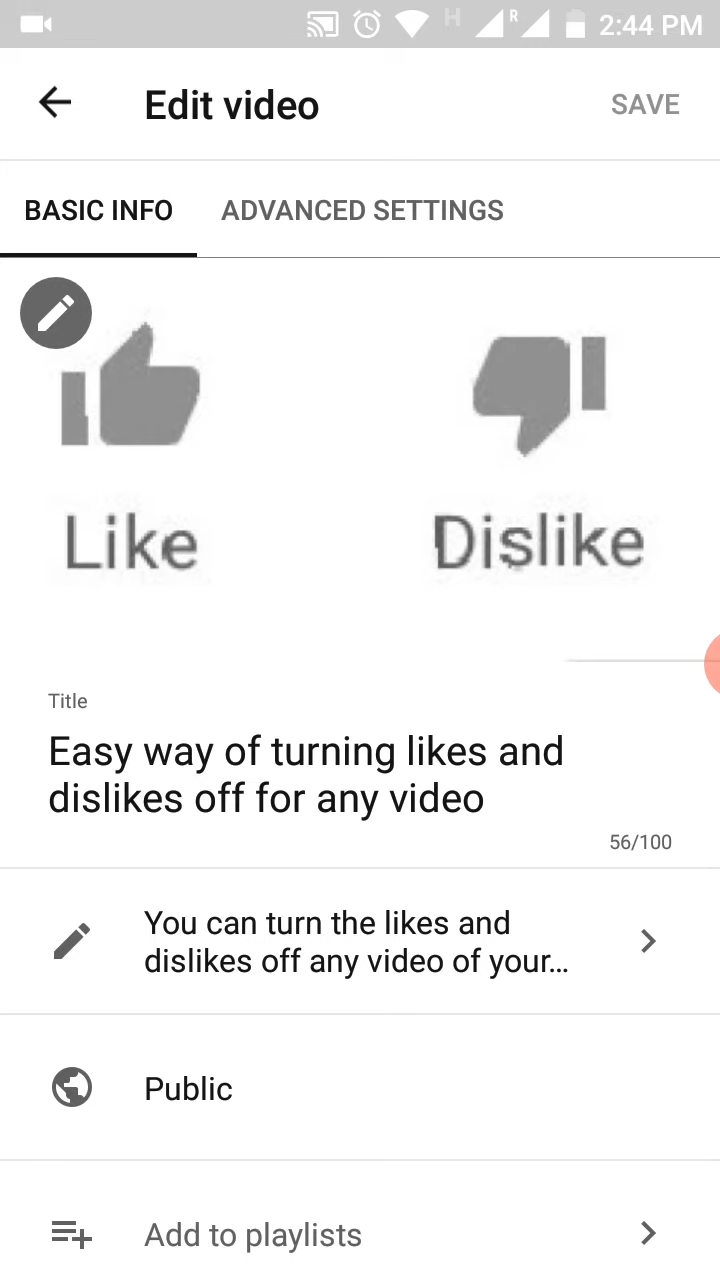 H R 2:44 PM
Edit video SAVE
BASIC INFO ADVANCED SETTINGS
Like Dislike
Title
Easy way of turning likes and
dislikes off for any video
56/100
You can turn the likes and
dislikes off any video of your...
Public
Add to playlists